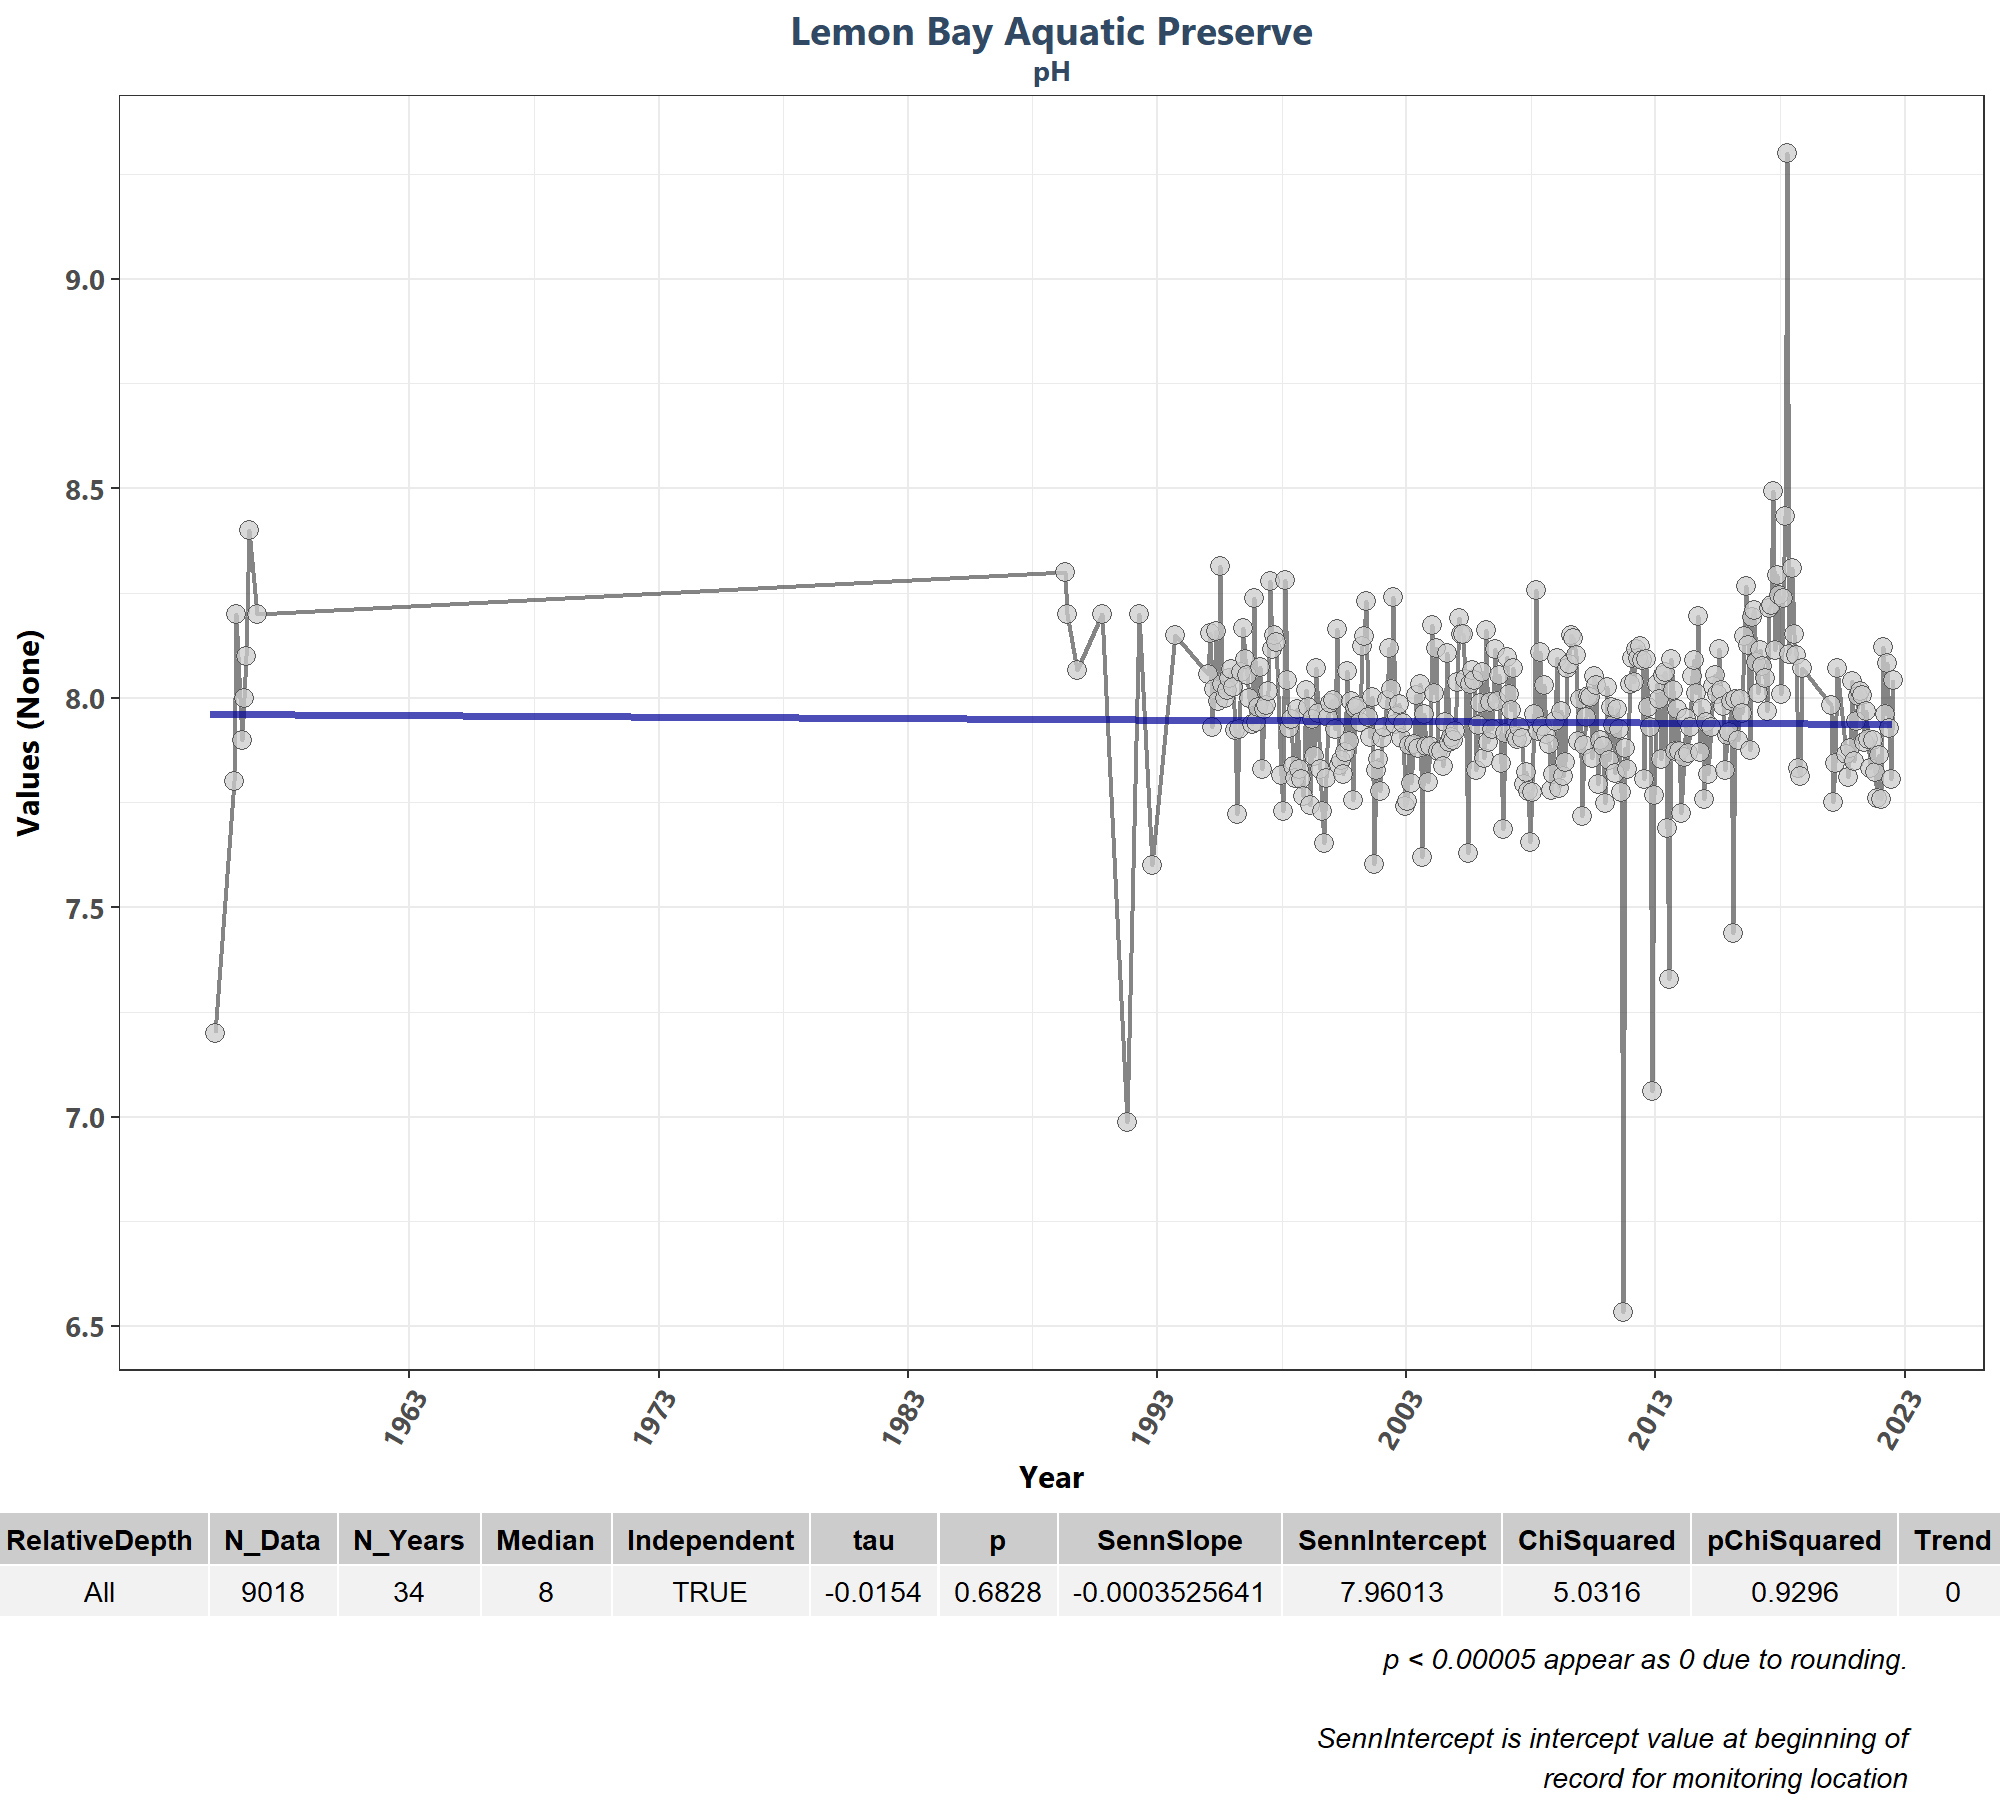 Lemon Bay Aquatic Preserve
pH
Values (None)
9.0
8.5
8.0
7.5
7.0
6.5
1963 1973 1983 1993 2003 2013 2023
Year
RelativeDepth N_Data N_Years Median Independent tau p SennSlope SennIntercept ChiSquared pChiSquared Trend
All 9018 34 8 TRUE -0.0154 0.6828 -0.0003525641 7.96013 5.0316 0.9296 0
p < 0.00005 appear as 0 due to rounding.
SennIntercept is intercept value at beginning of
record for monitoring location